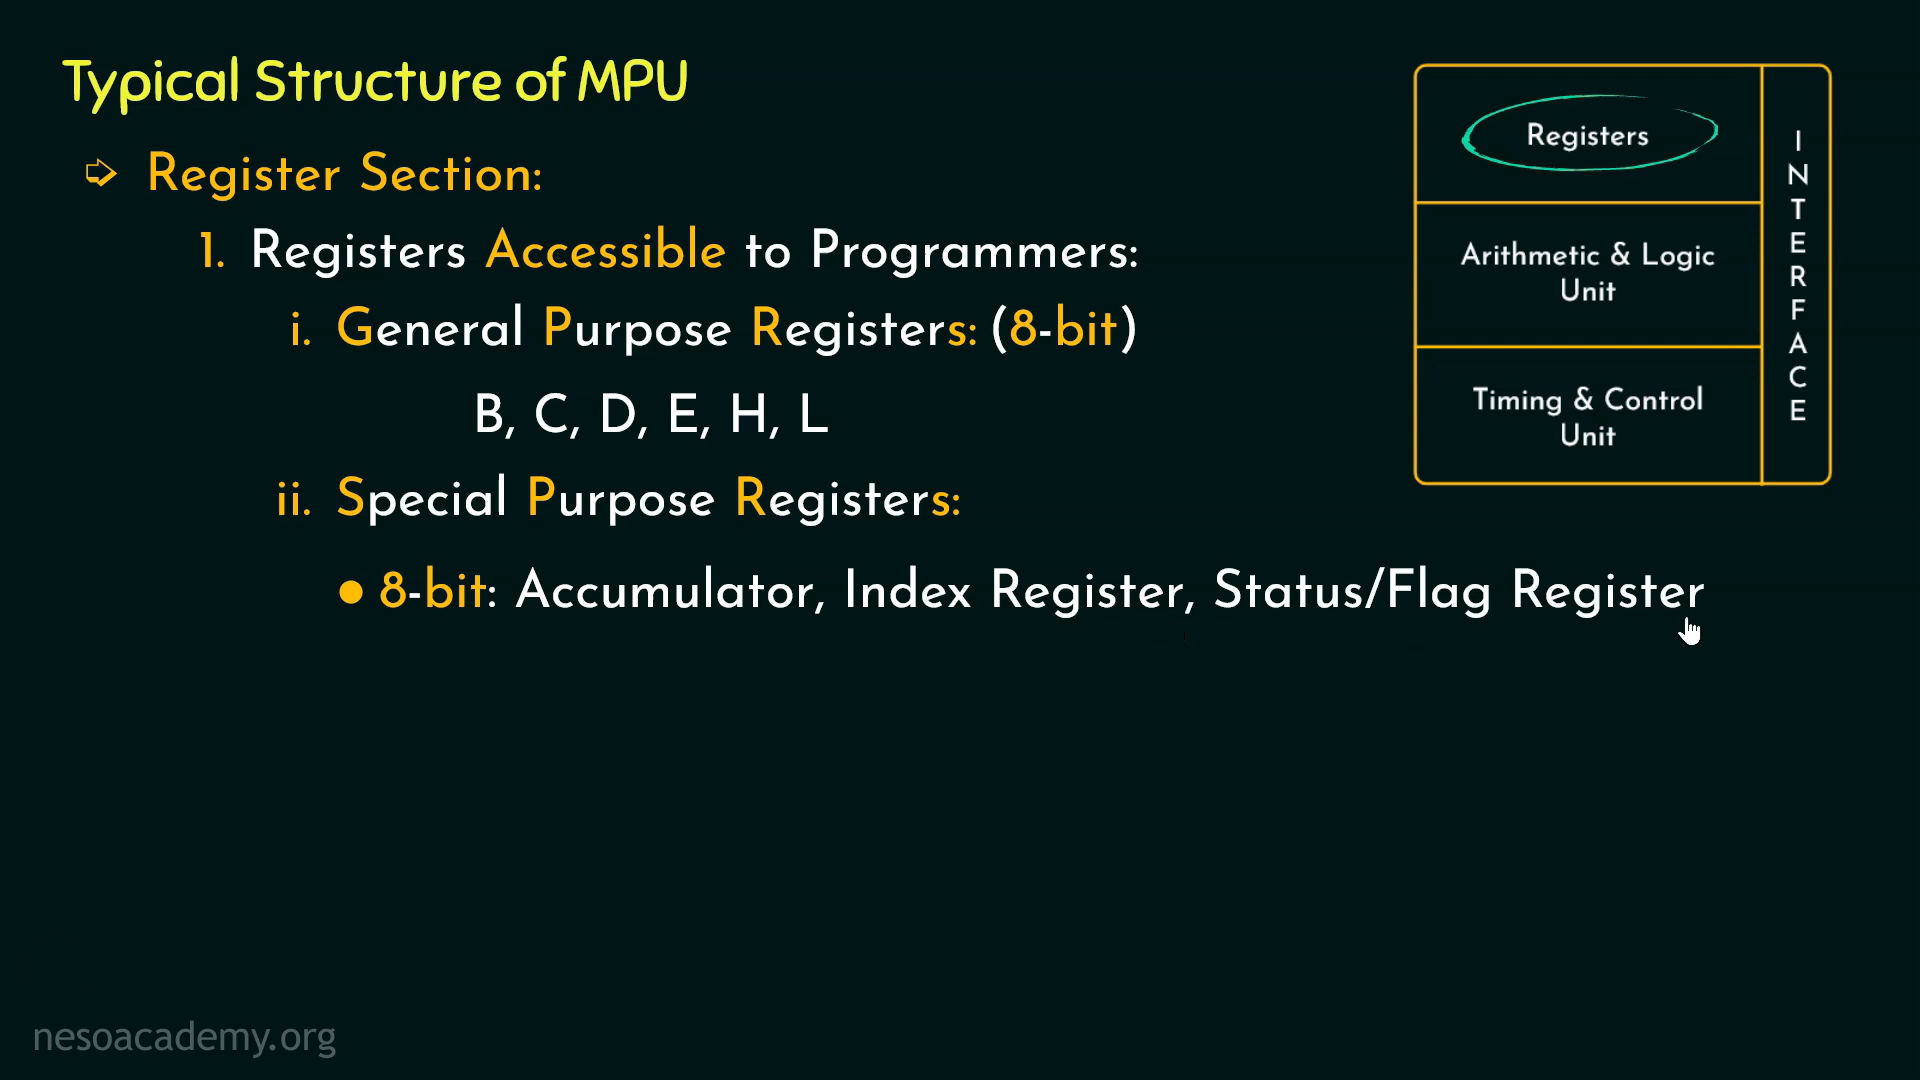 Typical Structure of MPU
➩ Register Section:
1. Registers Accessible to Programmers:
i. General Purpose Registers: (8-bit)
B, C, D, E, H, L
ii. Special Purpose Registers:
● 8-bit: Accumulator, Index Register, Status/Flag Register
Registers
Arithmetic & Logic
Unit
Timing & Control
Unit
INTERFACE
nesoacademy.org